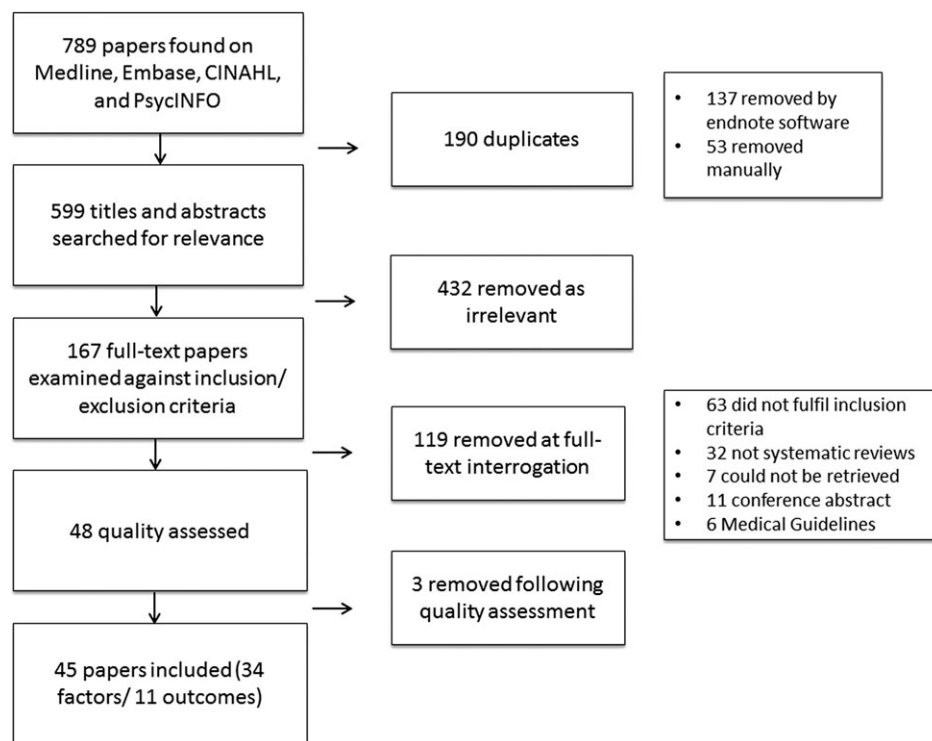 789 papers found on
Medline, Embase, CINAHL,
and PsycINFO
190 duplicates
• 137 removed by
endnote software
• 53 removed
manually
599 titles and abstracts
searched for relevance
432 removed as
irrelevant
167 full-text papers
examined against inclusion/
exclusion criteria
119 removed at full-
text interrogation
• 63 did not fulfil inclusion
criteria
• 32 not systematic reviews
• 7 could not be retrieved
• 11 conference abstract
• 6 Medical Guidelines
48 quality assessed
3 removed following
quality assessment
45 papers included (34
factors/ 11 outcomes)